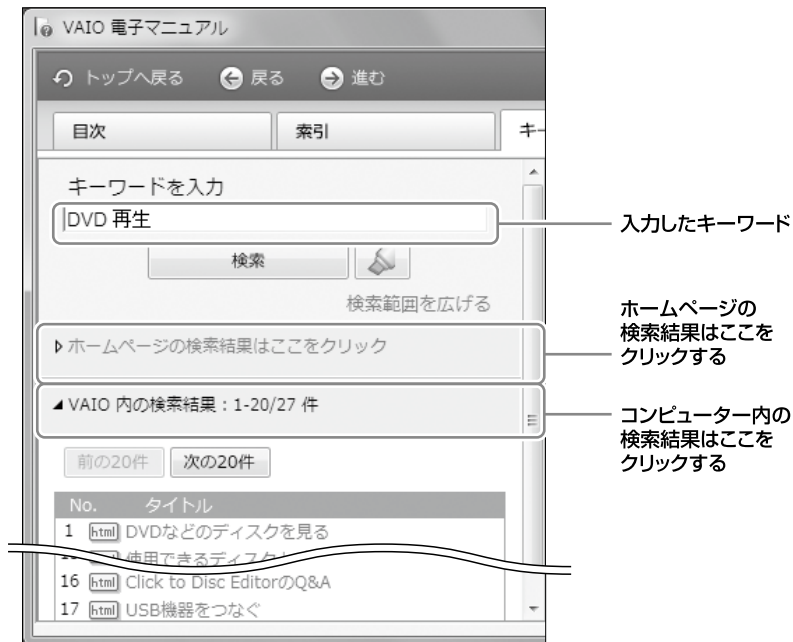 VAIO 電子マニュアル
トップへ戻る 戻る 進む
目次 索引 キー
キーワードを入力
DVD 再生
入力したキーワード
検索
検索範囲を広げる
ホームページの検索結果はここをクリック
ホームページの
検索結果はここを
クリックする
VAIO 内の検索結果:1-20/27 件
コンピューター内の
検索結果はここを
クリックする
前の20件 次の20件
No. タイトル
1 html DVDなどのディスクを見る
使用できるディスク
16 html Click to Disc EditorのQ&A
17 html USB機器をつなぐ